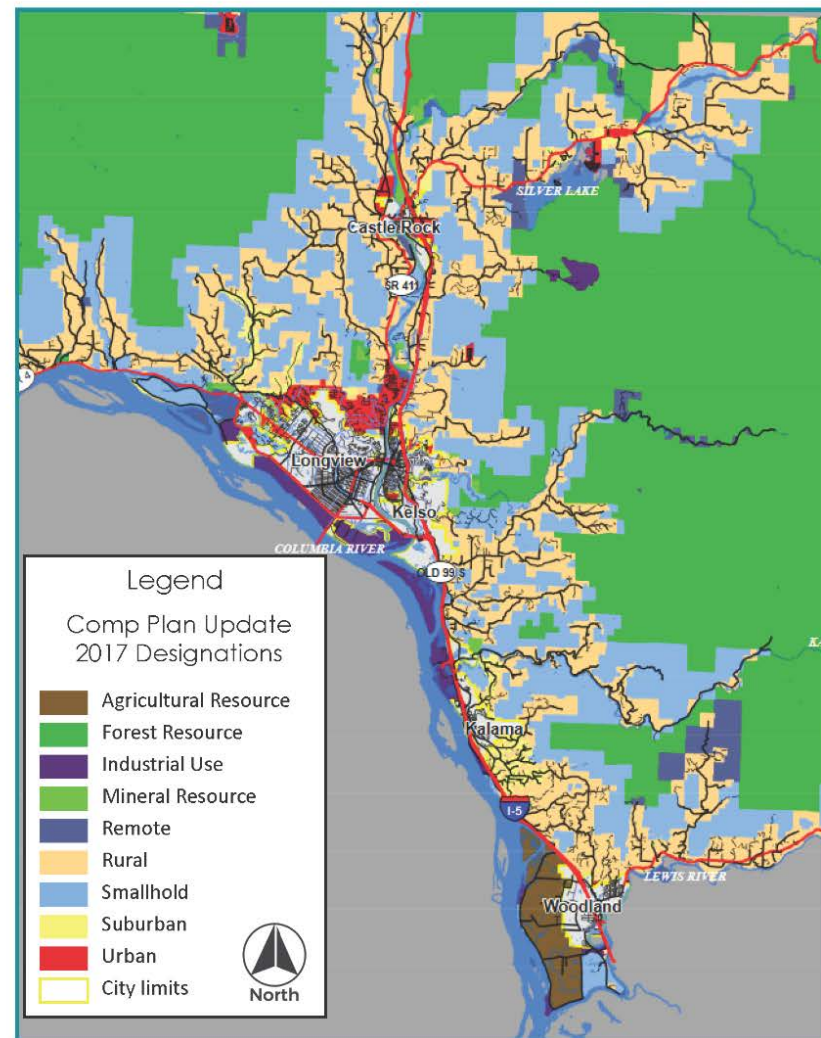 SILVER LAKE
Castle Rock
SR 411
4
Longview
Kelso
COLUMBIA RIVER
OLD 99 S
Kalama
I-5
LEWIS RIVER
Woodland
Legend
Comp Plan Update
2017 Designations
Agricultural Resource
Forest Resource
Industrial Use
Mineral Resource
Remote
Rural
Smallhold
Suburban
Urban
City limits
North